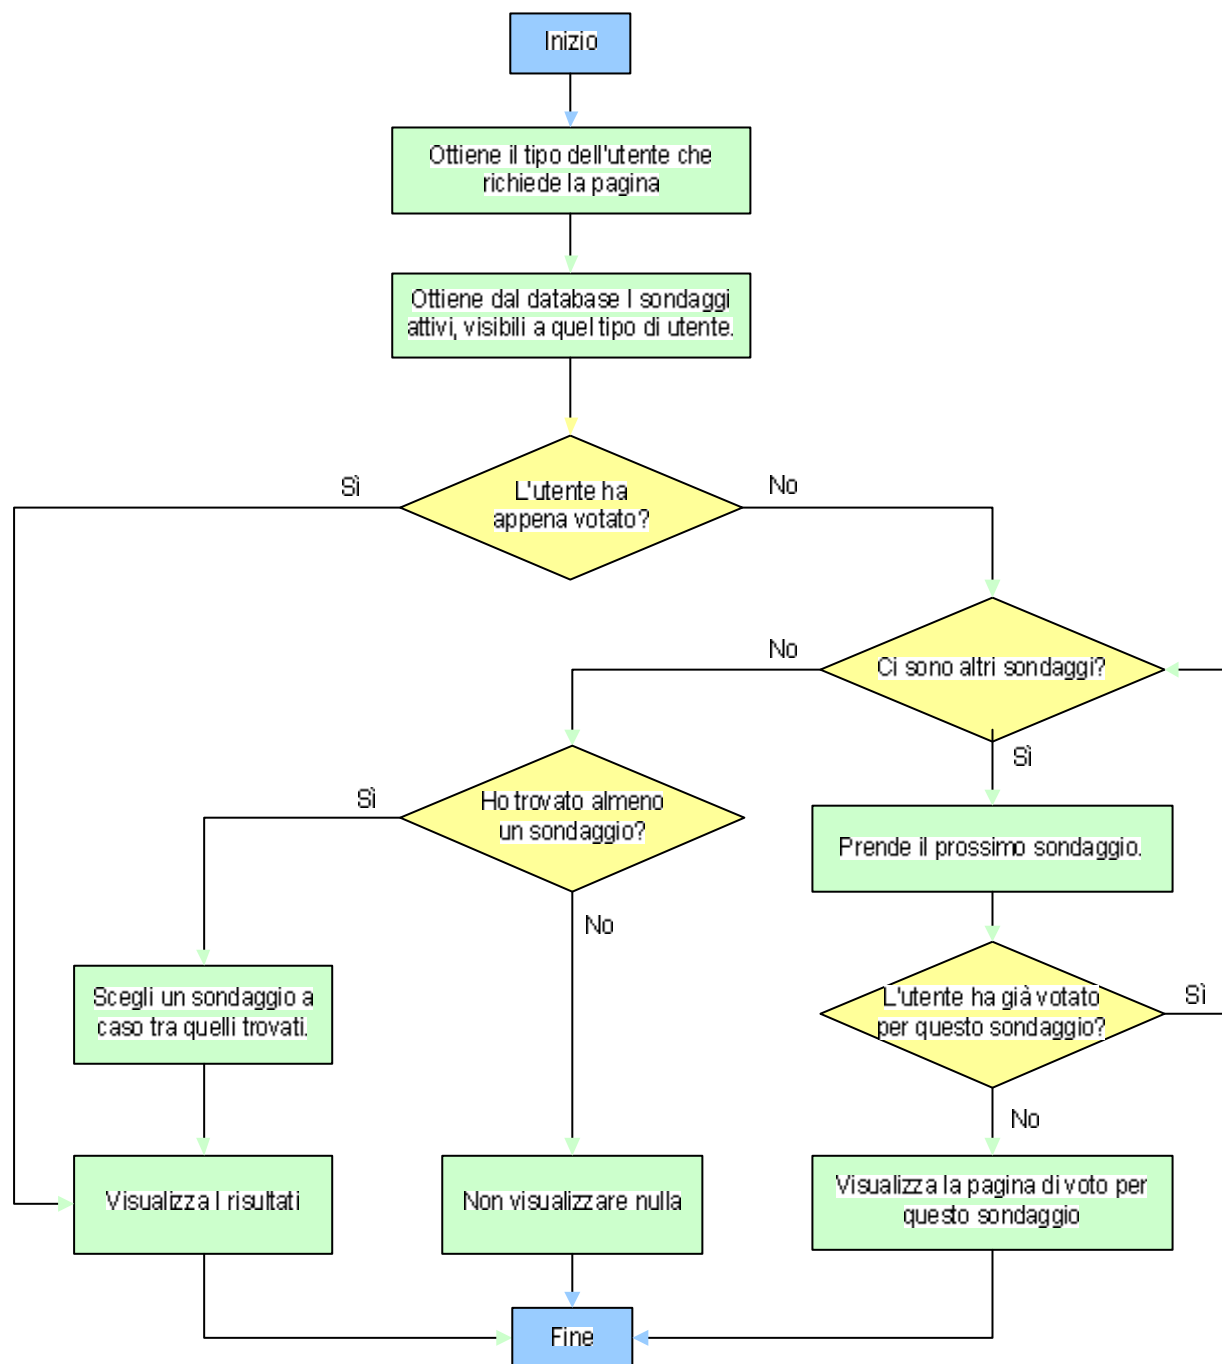 Inizio
Ottiene il tipo dell'utente che
richiede la pagina
Ottiene dal database I sondaggi
attivi, visibili a quel tipo di utente.
Sì
L'utente ha
appena votato?
No
No
Ci sono altri sondaggi?
Sì
Sì
Ho trovato almeno
un sondaggio?
Prende il prossimo sondaggio.
No
Scegli un sondaggio a
caso tra quelli trovati.
L'utente ha già votato
per questo sondaggio?
Sì
No
Visualizza I risultati
Non visualizzare nulla
Visualizza la pagina di voto per
questo sondaggio
Fine